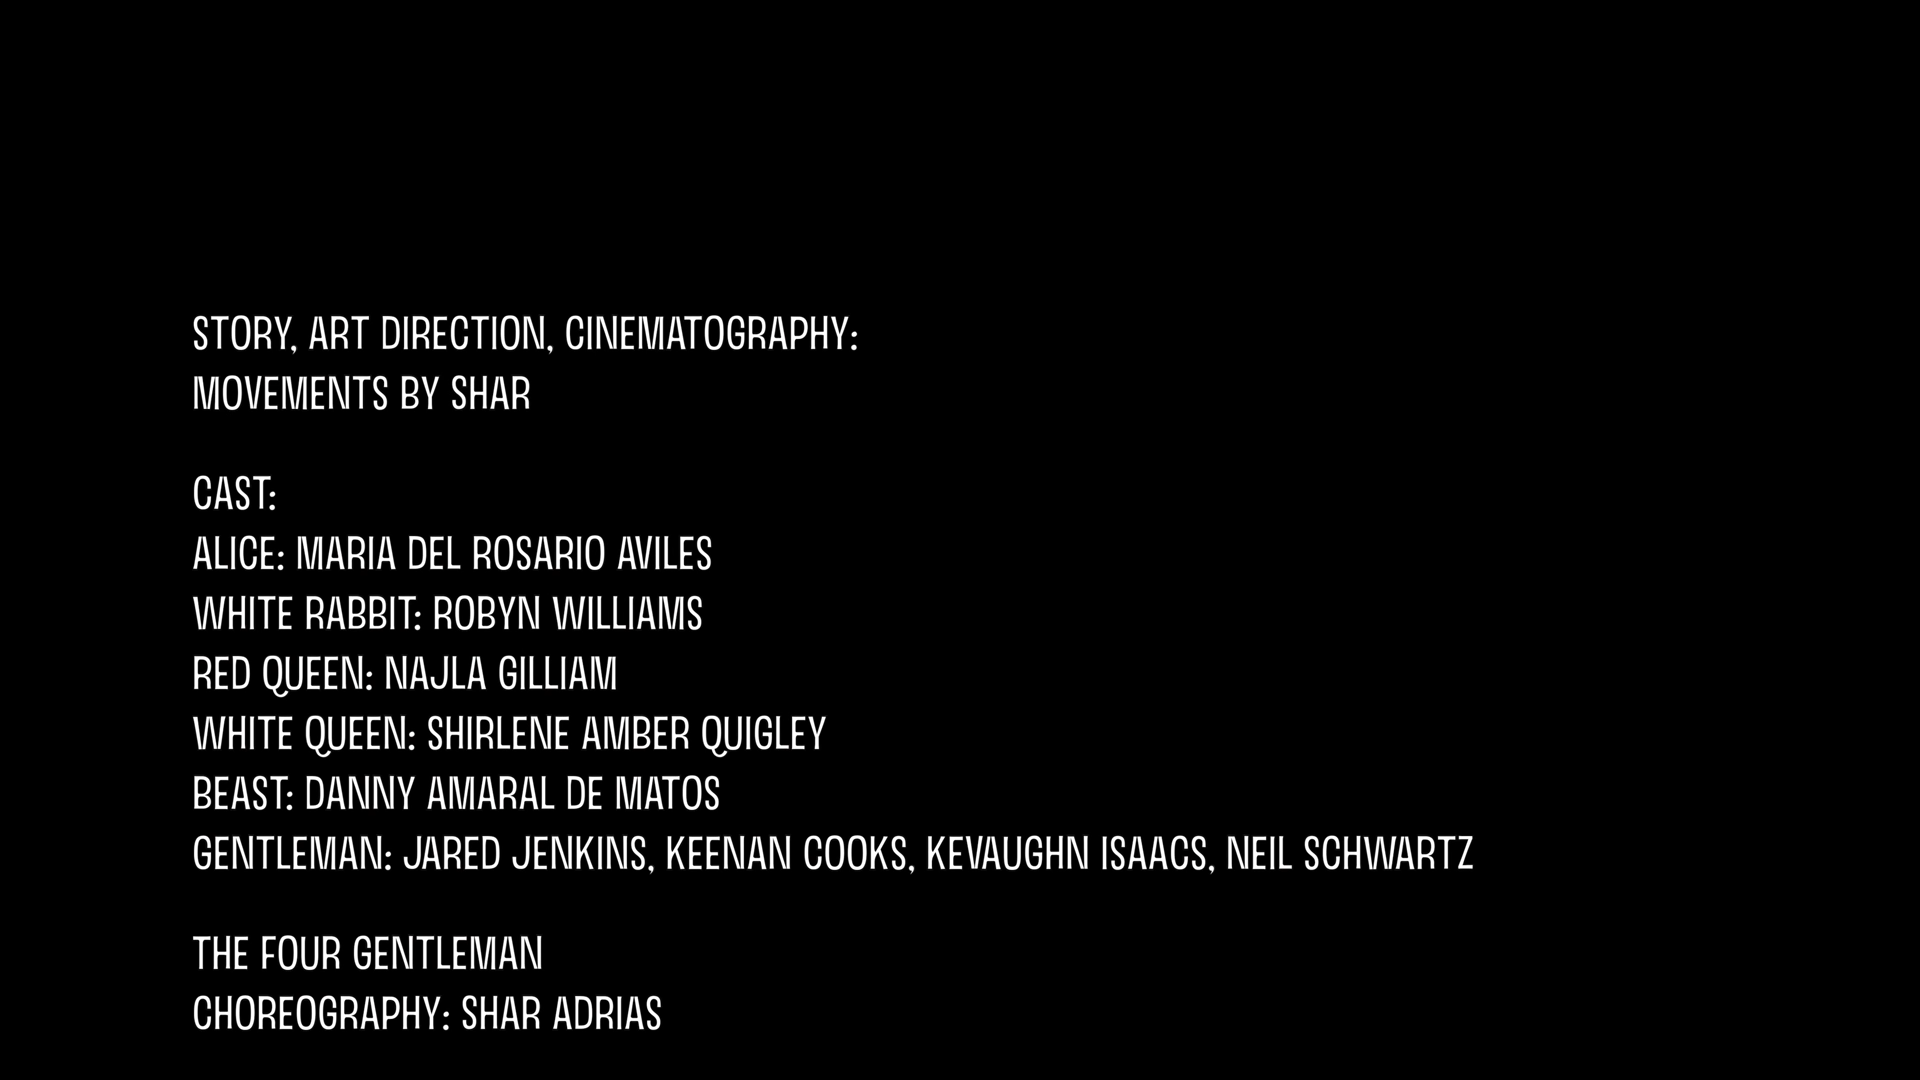 STORY, ART DIRECTION, CINEMATOGRAPHY:
MOVEMENTS BY SHAR
CAST:
ALICE: MARIA DEL ROSARIO AVILES
WHITE RABBIT: ROBYN WILLIAMS
RED QUEEN: NAJLA GILLIAM
WHITE QUEEN: SHIRLENE AMBER QUIGLEY
BEAST: DANNY AMARAL DE MATOS
GENTLEMAN: JARED JENKINS, KEENAN COOKS, KEVAUGHN ISAACS, NEIL SCHWARTZ
THE FOUR GENTLEMAN
CHOREOGRAPHY: SHAR ADRIAS